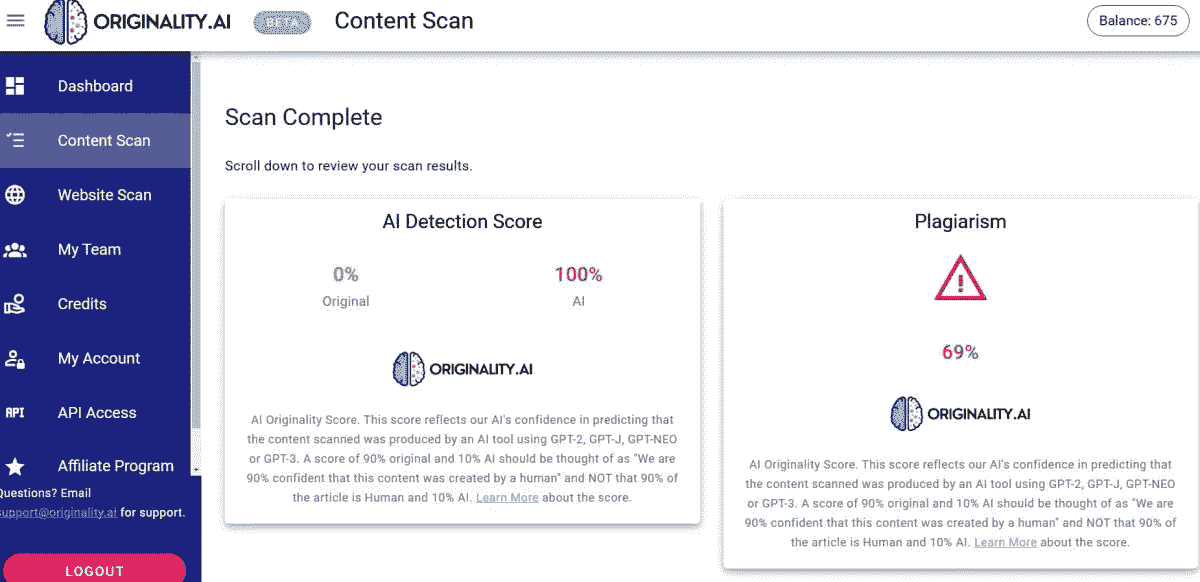 ORIGINALITY.AI
BETA
Content Scan
Balance: 675
Dashboard
Content Scan
Website Scan
My Team
Credits
My Account
API
API Access
Affiliate Program
Questions? Email
support@originality.ai for support.
LOGOUT
Scan Complete
Scroll down to review your scan results.
AI Detection Score
0%
100%
Original
AI
ORIGINALITY.AI
AI Originality Score. This score reflects our AI's confidence in predicting that
the content scanned was produced by an AI tool using GPT-2, GPT-J, GPT-NEO
or GPT-3. A score of 90% original and 10% AI should be thought of as "We are
90% confident that this content was created by a human" and NOT that 90% of
the article is Human and 10% AI. Learn More about the score.
Plagiarism
69%
ORIGINALITY.AI
AI Originality Score. This score reflects our AI's confidence in predicting that
the content scanned was produced by an AI tool using GPT-2, GPT-J, GPT-NEO
or GPT-3. A score of 90% original and 10% AI should be thought of as "We are
90% confident that this content was created by a human" and NOT that 90% of
the article is Human and 10% AI. Learn More about the score.